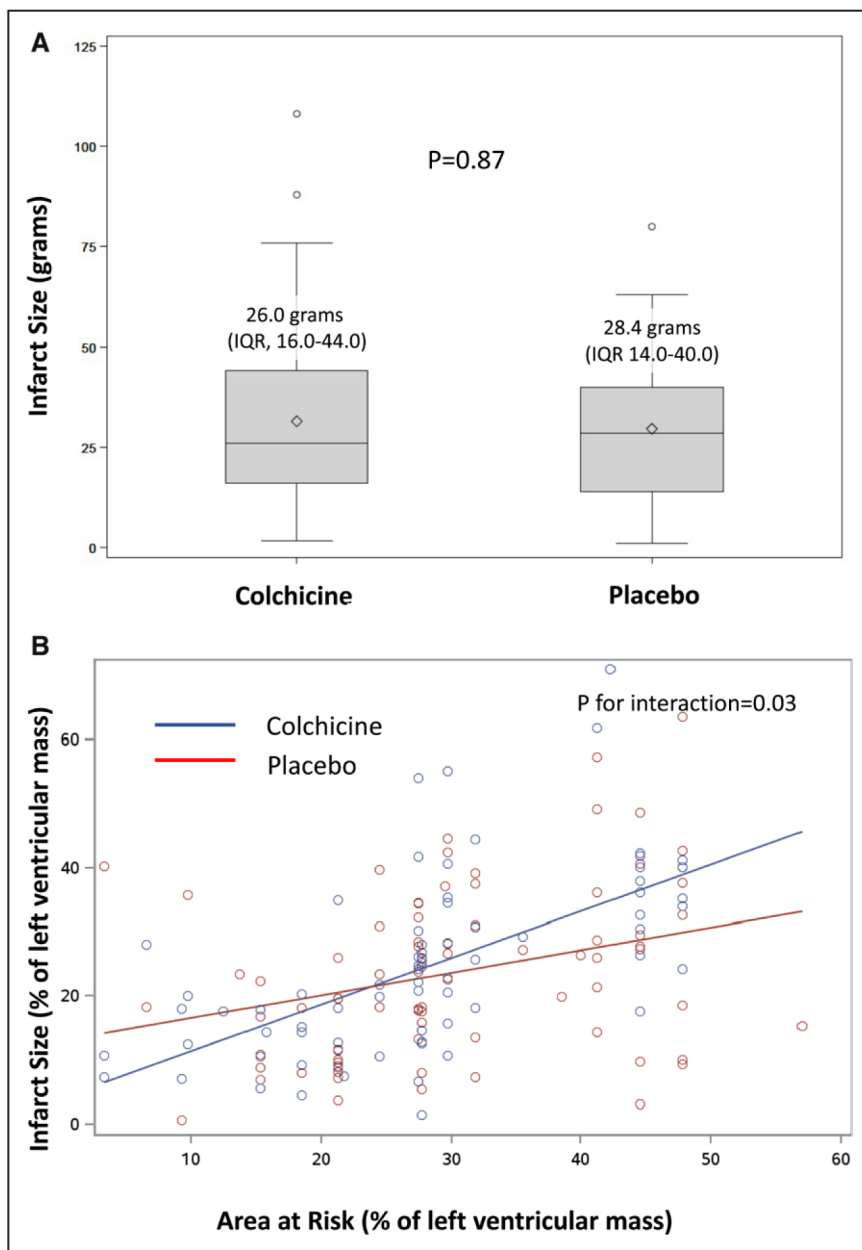 A
125
100
75
50
25
0
Infarct Size (grams)
P=0.87
26.0 grams
(IQR, 16.0-44.0)
28.4 grams
(IQR 14.0-40.0)
Colchicine
Placebo
B
60
40
20
0
Infarct Size (% of left ventricular mass)
Colchicine
Placebo
P for interaction=0.03
10
20
30
40
50
60
Area at Risk (% of left ventricular mass)